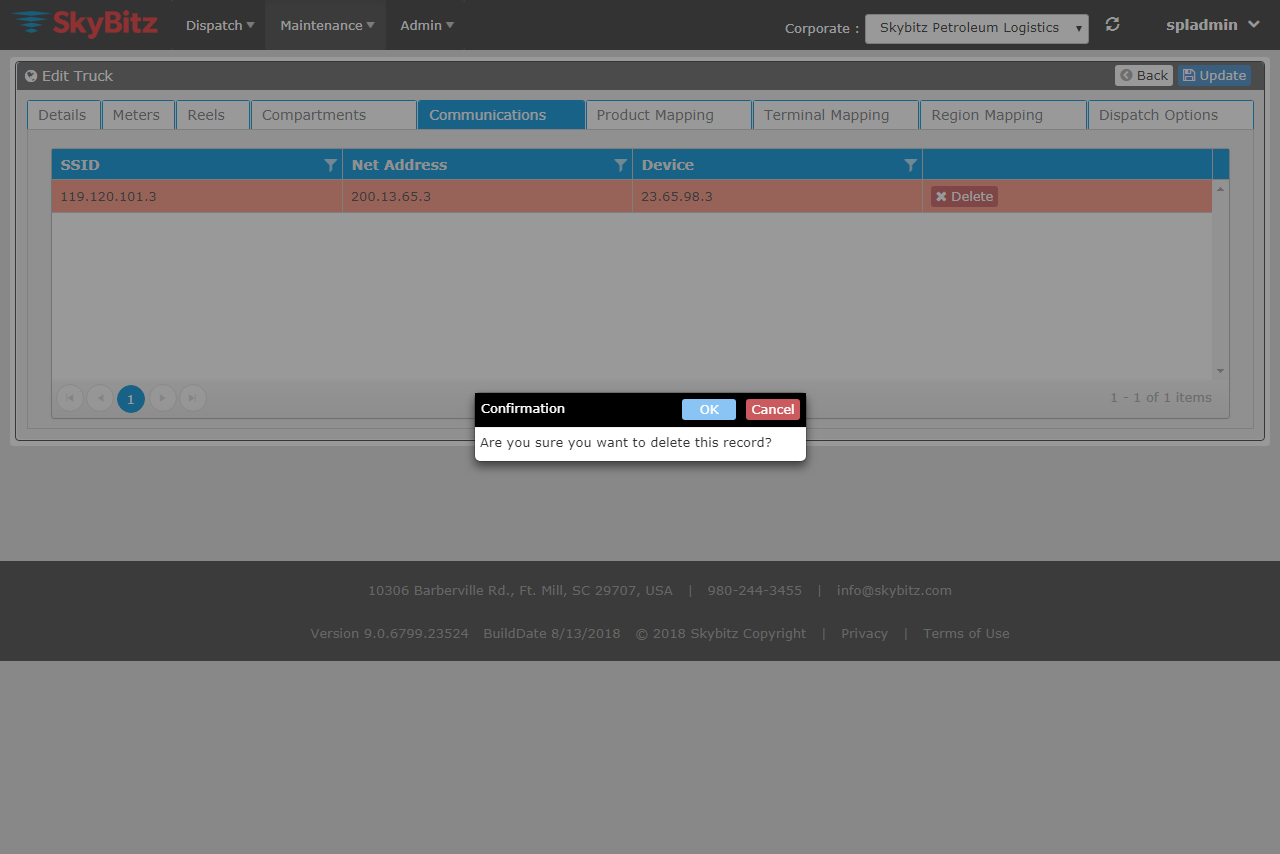 SkyBitz Dispatch Maintenance Admin Corporate : Skybitz Petroleum Logistics spladmin
Edit Truck Back Update
Details Meters Reels Compartments Communications Product Mapping Terminal Mapping Region Mapping Dispatch Options
SSID Net Address Device
119.120.101.3 200.13.65.3 23.65.98.3 Delete
1 1 - 1 of 1 items
Confirmation OK Cancel
Are you sure you want to delete this record?
10306 Barberville Rd., Ft. Mill, SC 29707, USA | 980-244-3455 | info@skybitz.com
Version 9.0.6799.23524 BuildDate 8/13/2018 © 2018 Skybitz Copyright | Privacy | Terms of Use